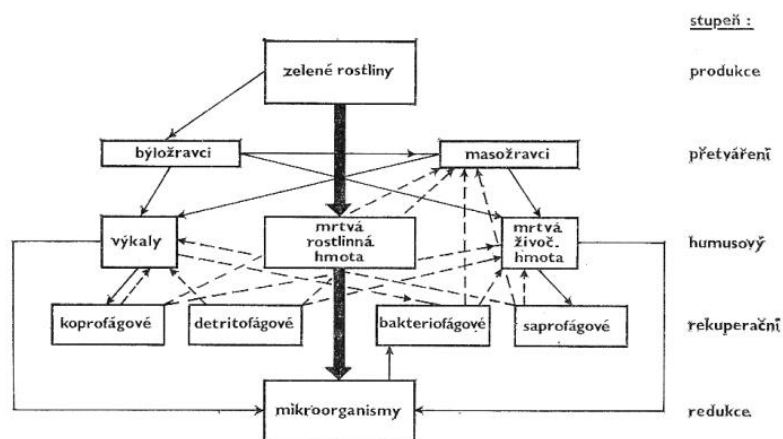 stupeň :
zelené rostliny
produkce
býložravci
masožravci
přetváření
výkaly
mrtvá
rostlinná
hmota
mrtvá
živoč.
hmota
humusový
koprofágové
detritofágové
bakteriofágové
saprofágové
rekuperační
mikroorganismy
redukce